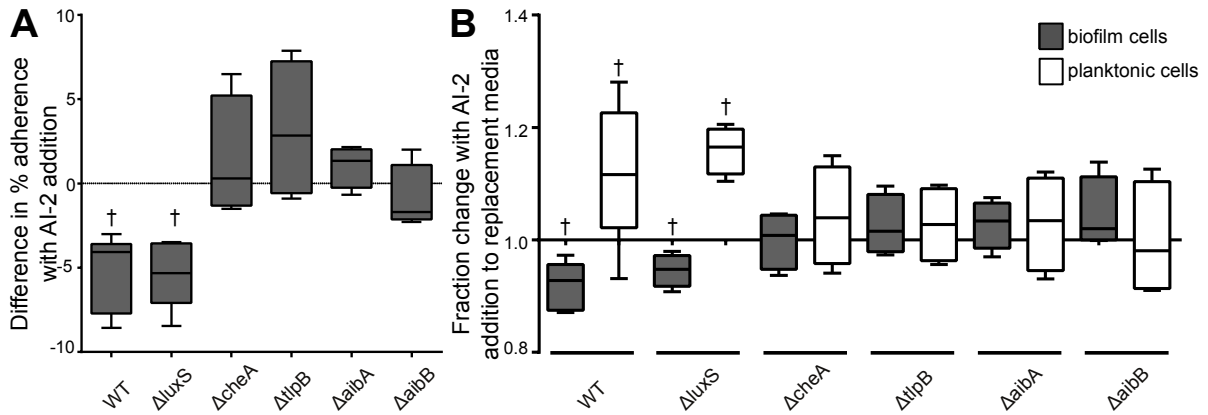 A
Difference in % adherence
with AI-2 addition
10
5
0
-5
-10
†
†
WT
ΔluxS
ΔcheA
ΔtlpB
ΔaibA
ΔaibB
B
Fraction change with AI-2
addition to replacement media
1.4
1.2
1.0
0.8
biofilm cells
planktonic cells
†
†
†
†
WT
ΔluxS
ΔcheA
ΔtlpB
ΔaibA
ΔaibB